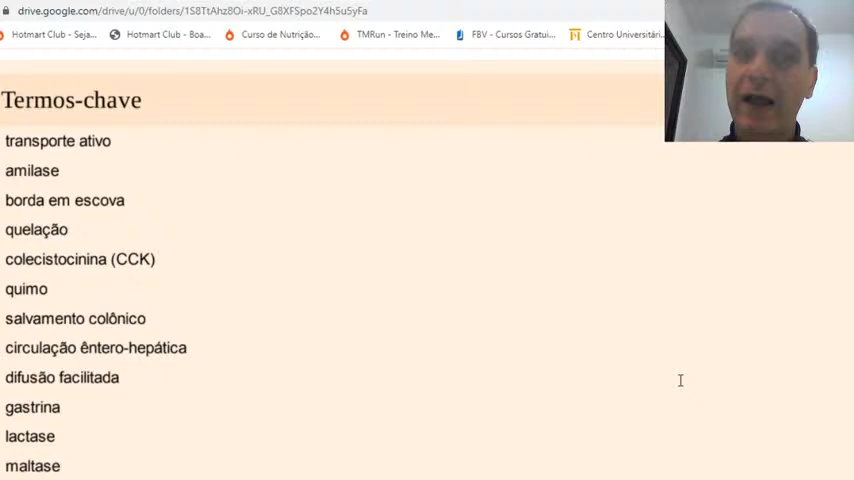 drive.google.com/drive/u/0/folders/1S8TtAhz8Oi-xRU_G8XFSpo2Y4h5u5yFa
Hotmart Club - Seja... Hotmart Club - Boa... Curso de Nutrição... TMRun - Treino Me... FBV - Cursos Gratui... Centro Universitári...
Termos-chave
transporte ativo
amilase
borda em escova
quelação
colecistocinina (CCK)
quimo
salvamento colônico
circulação êntero-hepática
difusão facilitada
gastrina
lactase
maltase